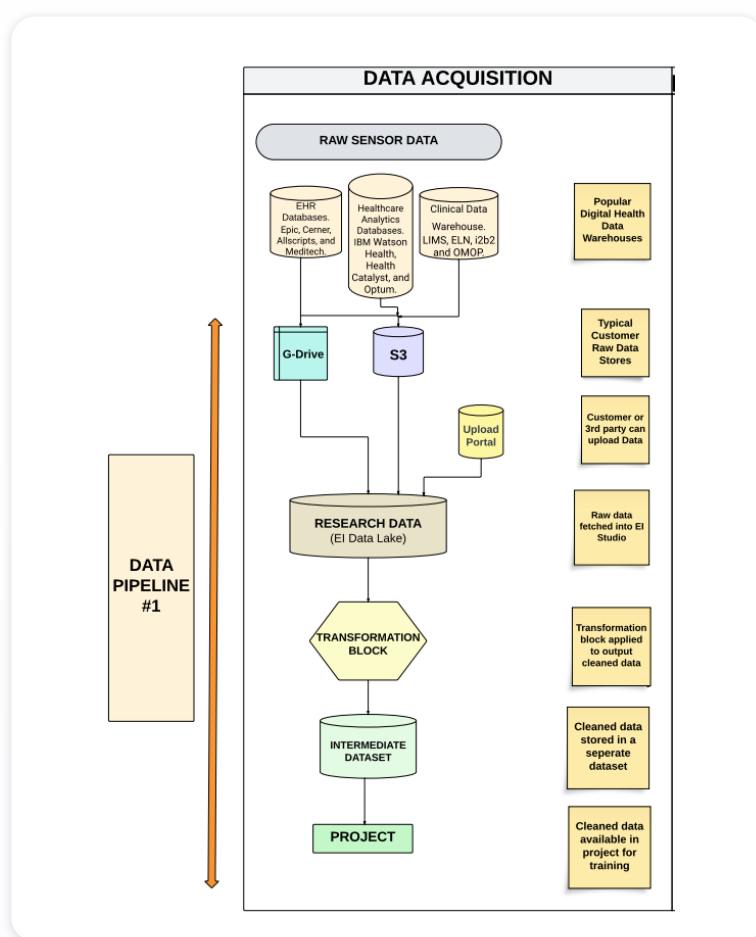 DATA ACQUISITION
RAW SENSOR DATA
EHR
Databases.
Epic, Cerner,
Allscripts, and
Meditech.
Healthcare
Analytics
Databases.
IBM Watson
Health,
Health
Catalyst, and
Optum.
Clinical Data
Warehouse.
LIMS, ELN, i2b2
and OMOP.
Popular
Digital Health
Data
Warehouses
G-Drive
S3
Typical
Customer
Raw Data
Stores
Upload
Portal
Customer or
3rd party can
upload Data
RESEARCH DATA
(EI Data Lake)
Raw data
fetched into EI
Studio
DATA
PIPELINE
#1
TRANSFORMATION
BLOCK
Transformation
block applied
to output
cleaned data
INTERMEDIATE
DATASET
Cleaned data
stored in a
seperate
dataset
PROJECT
Cleaned data
available in
project for
training